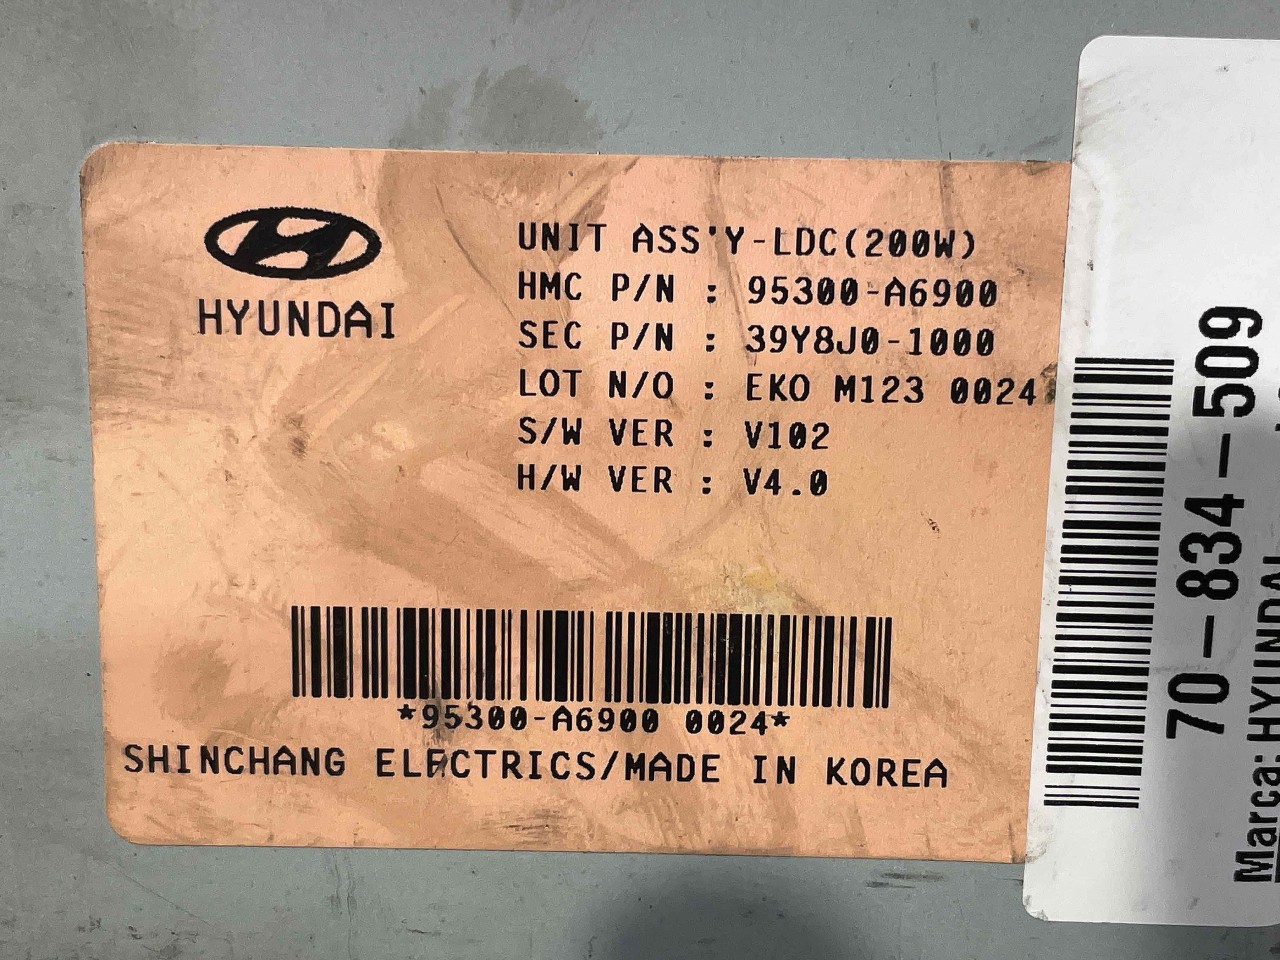 HYUNDAI
UNIT ASS'Y-LDC(200W)
HMC P/N : 95300-A6900
SEC P/N : 39Y8J0-1000
LOT N/O : EKO M123 0024
S/W VER : V102
H/W VER : V4.0
*95300-A6900 0024*
SHINCHANG ELECTRICS/MADE IN KOREA
70-834-509
Marca: HYUNDAI